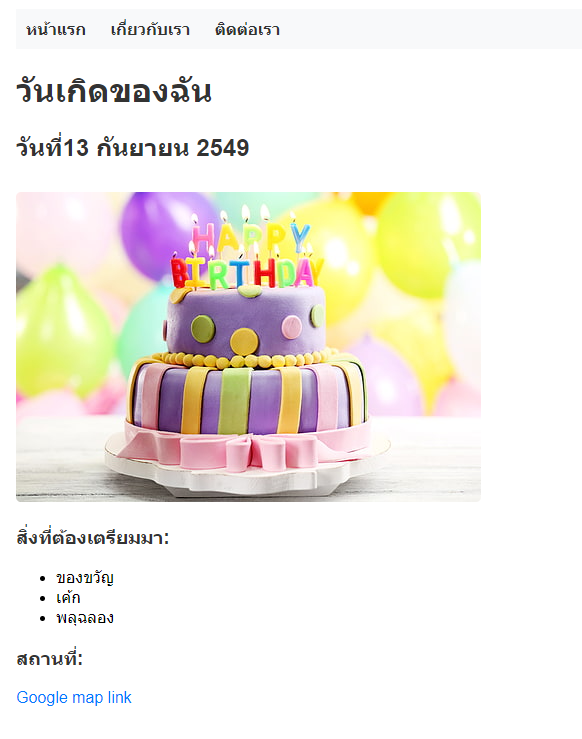 หน้าแรก เกี่ยวกับเรา ติดต่อเรา
วันเกิดของฉัน
วันที่13 กันยายน 2549
HAPPY
BIRTHDAY
สิ่งที่ต้องเตรียมมา:
ของขวัญ
เค้ก
พลุฉลอง
สถานที่:
Google map link